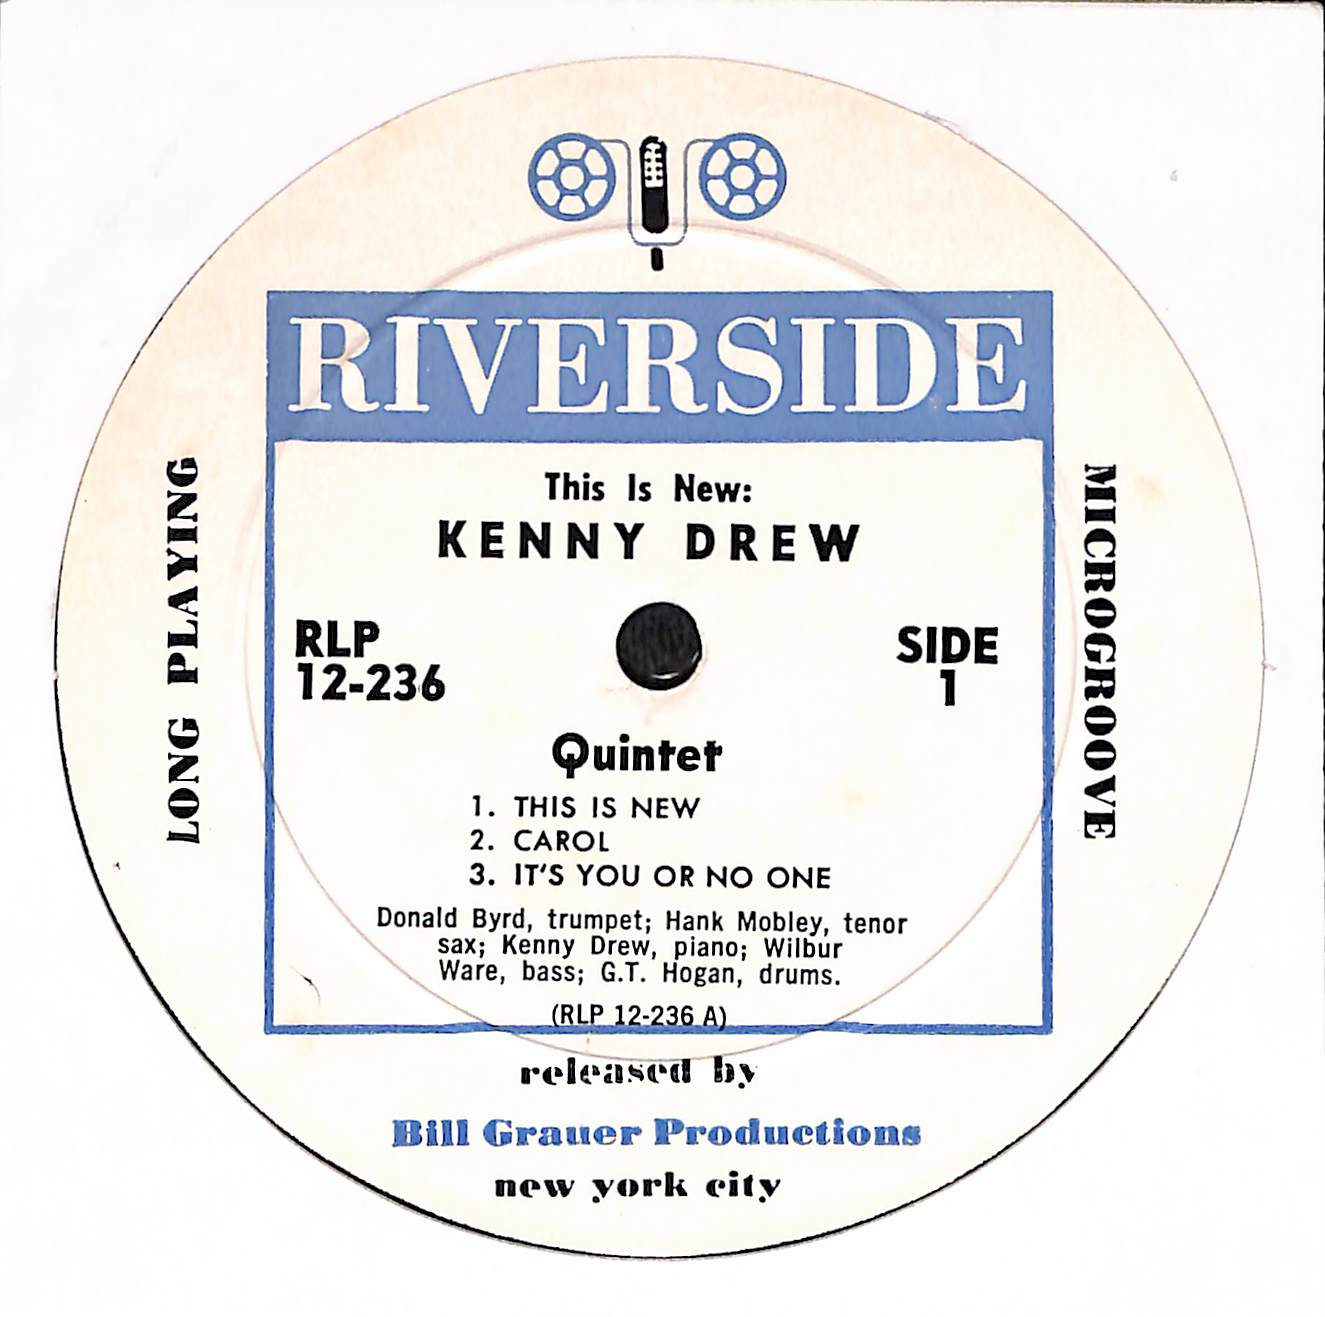 RIVERSIDE
This Is New:
KENNY DREW
LONG PLAYING
MICROGROOVE
RLP
12-236
SIDE
1
Quintet
1. THIS IS NEW
2. CAROL
3. IT'S YOU OR NO ONE
Donald Byrd, trumpet; Hank Mobley, tenor
sax; Kenny Drew, piano; Wilbur
Ware, bass; G.T. Hogan, drums.
(RLP 12-236 A)
released by
Bill Grauer Productions
new york city